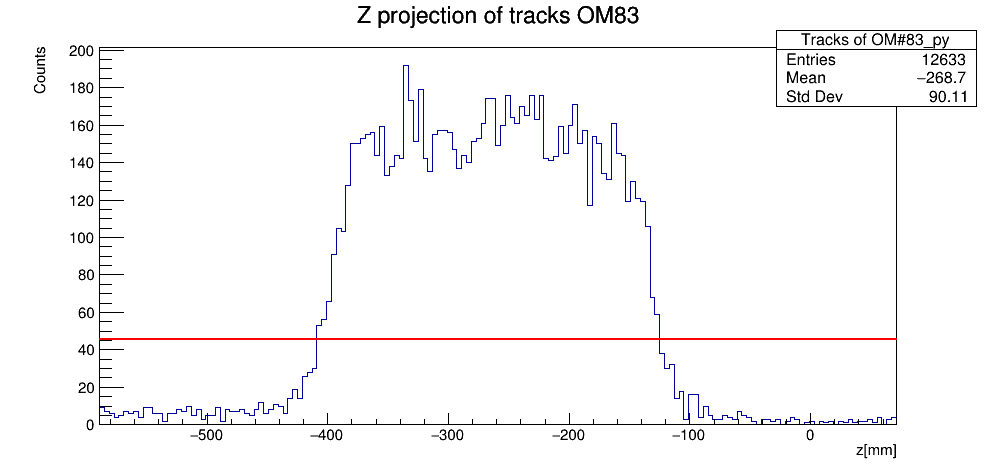 Z projection of tracks OM83
Tracks of OM#83_py
Entries 12633
Mean −268.7
Std Dev 90.11
Counts
200
180
160
140
120
100
80
60
40
20
0
−500 −400 −300 −200 −100 0
z[mm]